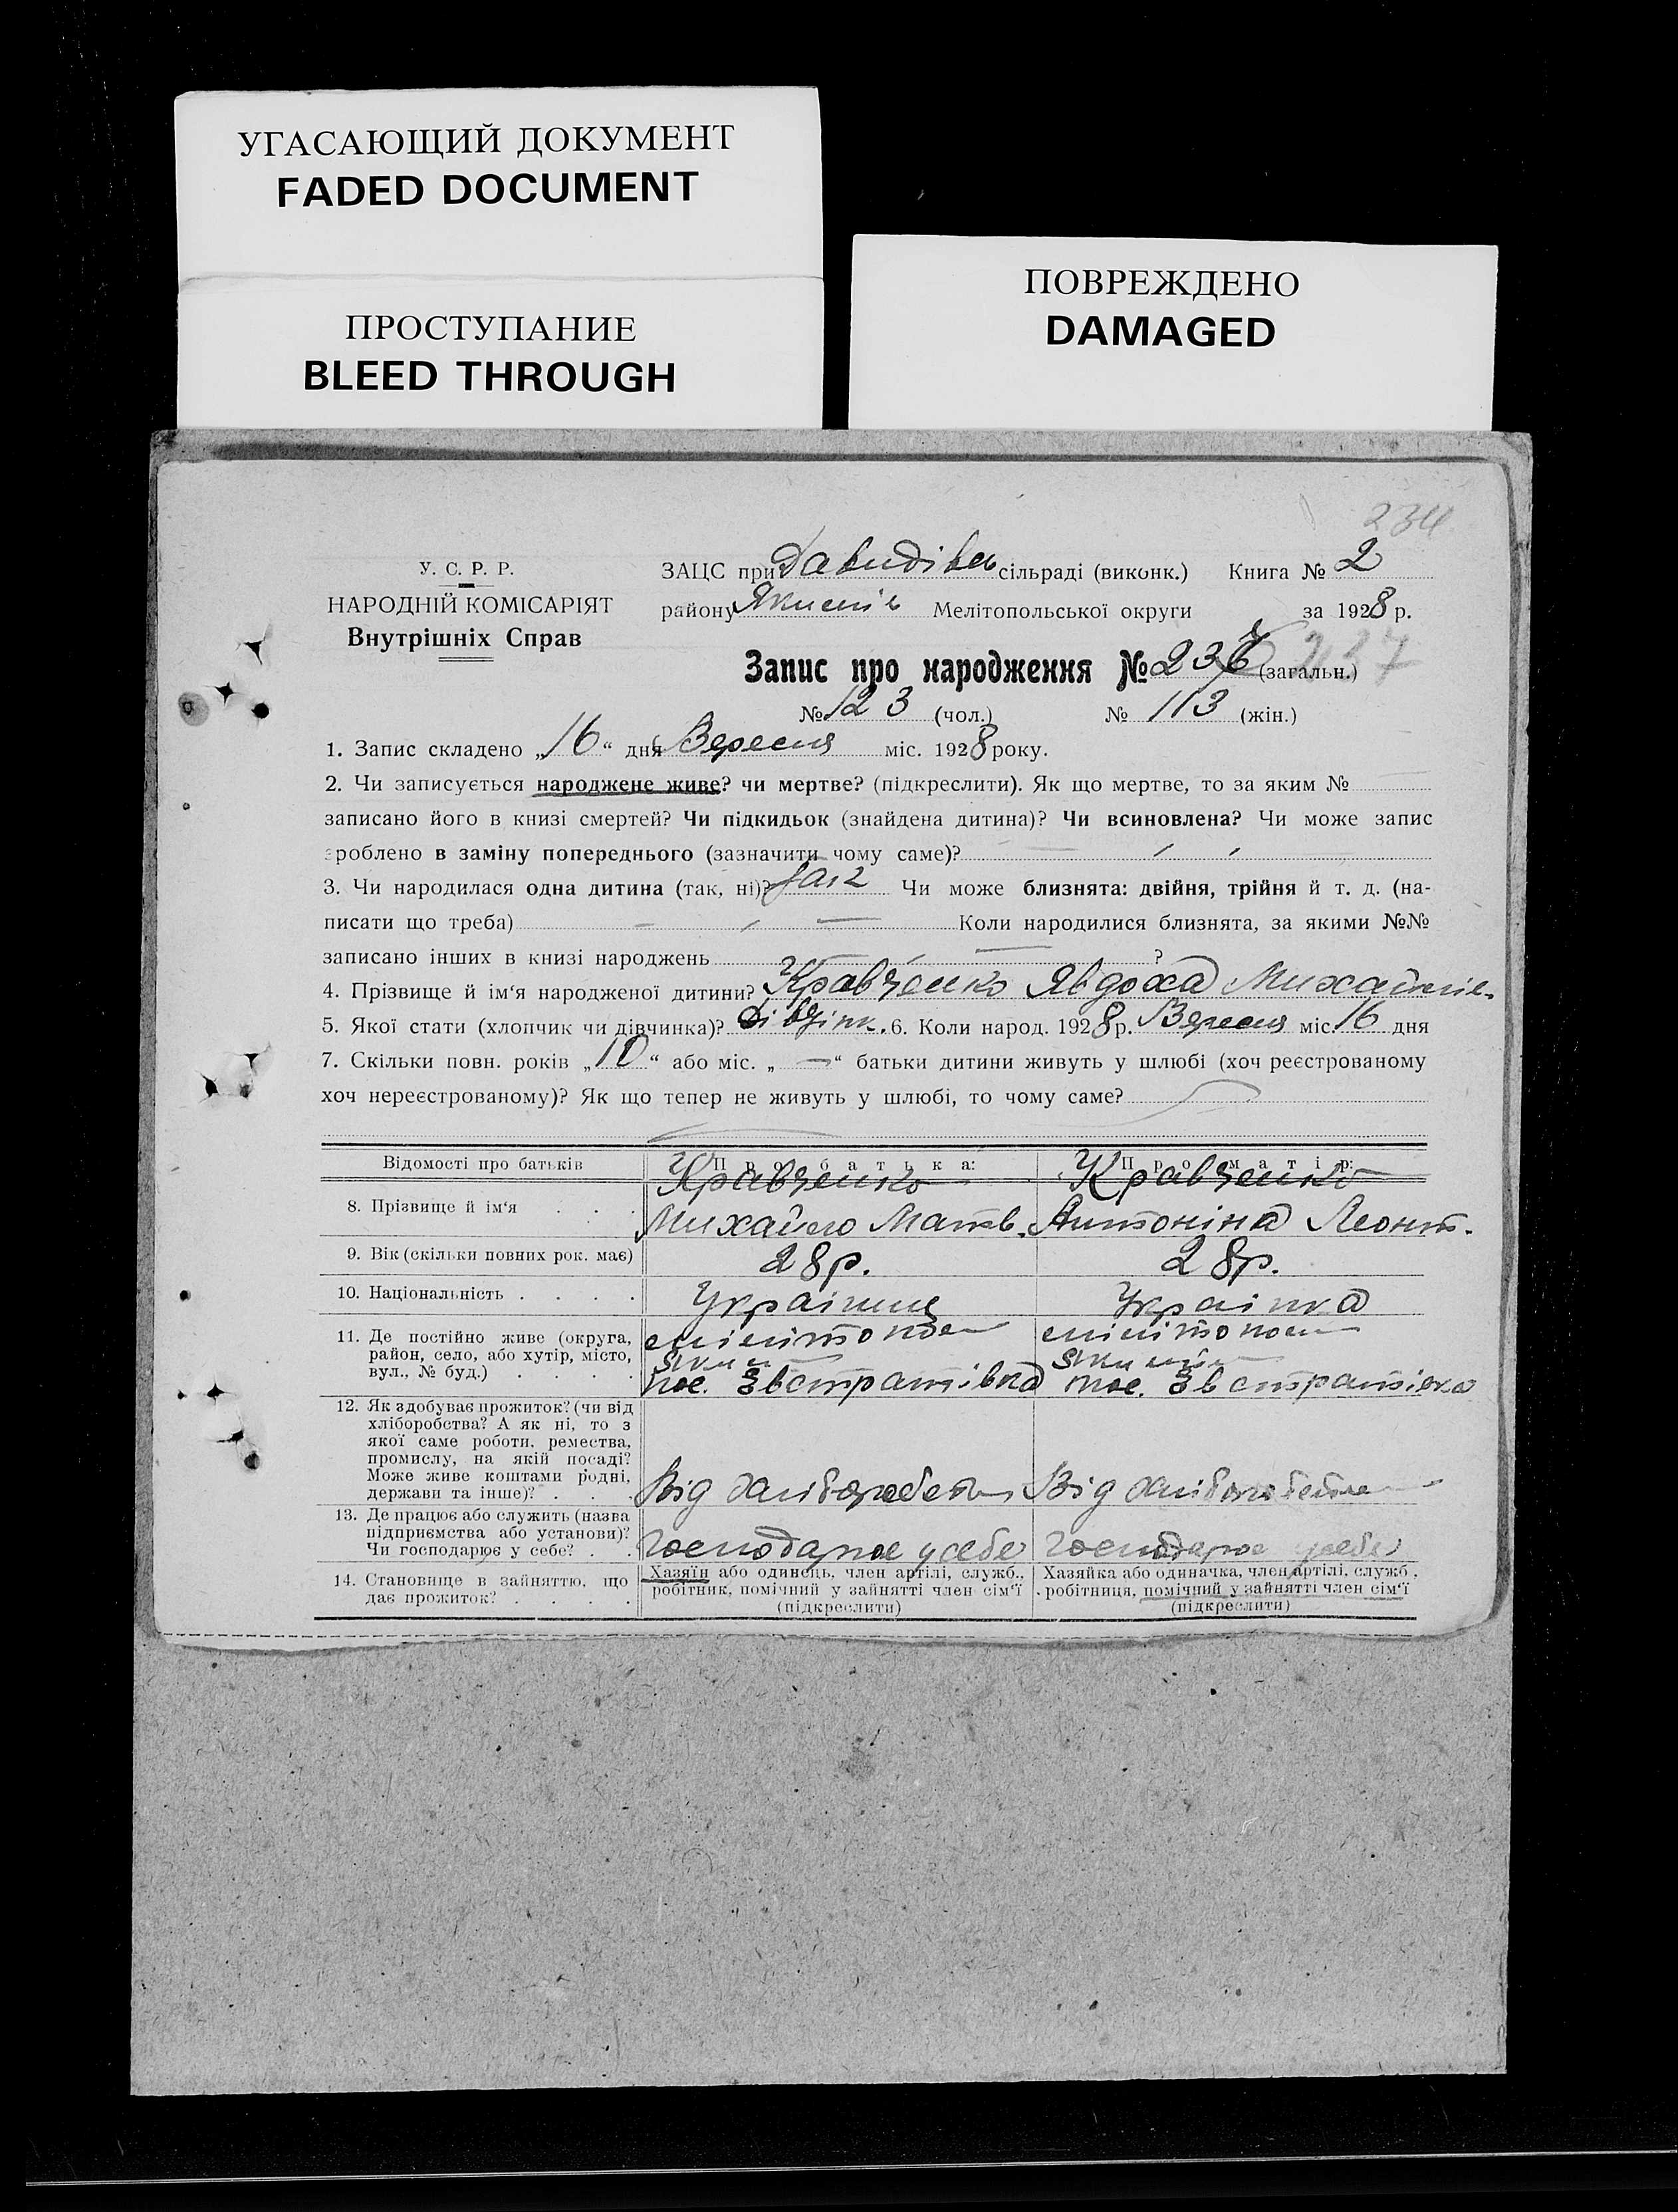 УГАСАЮЩИЙ ДОКУМЕНТ
FADED DOCUMENT
ПРОСТУПАНИЕ
BLEED THROUGH
ПОВРЕЖДЕНО
DAMAGED
234
У. С. Р. Р.
НАРОДНІЙ КОМІСАРІЯТ
Внутрішніх Справ
ЗАЦС при Давидівсь сільраді (виконк.) Книга № 2
району Якимів Мелітопольської округи за 1928 р.
Запис про народження № 237 (загальн.) 237
№ 123 (чол.) № 113 (жін.)
1. Запис складено „16“ дня Вересня міс. 1928 року.
2. Чи записується народжене живе? чи мертве? (підкреслити). Як що мертве, то за яким №
записано його в книзі смертей? Чи підкидьок (знайдена дитина)? Чи всиновлена? Чи може запис
зроблено в заміну попереднього (зазначити чому саме)?
3. Чи народилася одна дитина (так, ні)? Чи може близнята: двійня, трійня й т. д. (на-
писати що треба) Коли народилися близнята, за якими №№
записано інших в книзі народжень ?
4. Прізвище й ім‘я народженої дитини? Кравченко Явдоха Михайлів.
5. Якої стати (хлопчик чи дівчинка)? дівчінк. 6. Коли народ. 1928 р. Вересня міс. 16 дня
7. Скільки повн. років „10“ або міс. „ — “ батьки дитини живуть у шлюбі (хоч реєстрованому
хоч нереєстрованому)? Як що тепер не живуть у шлюбі, то чому саме?
Відомості про батьків Про батька: Про матір:
Кравченко Кравченко
8. Прізвище й ім‘я Михайло Матв. Антоніна Леонт.
9. Вік (скільки повних рок. має) 28 р. 28 р.
10. Національність Українец Українка
11. Де постійно живе (округа,
район, село, або хутір, місто,
вул., № буд.) пос. Євстратівка пос. Євстратівка
12. Як здобуває прожиток? (чи від
хліборобства? А як ні, то з
якої саме роботи, ремества,
промислу, на якій посаді?
Може живе коштами рідні,
держави та інше)? Від хліборобства Від хліборобства
13. Де працює або служить (назва
підприємства або установи)?
Чи господарює у себе? Господарює у себе Господарює у себе
14. Становище в зайняттю, що
дає прожиток?
Хазяїн або одинець, член артілі, служб.,
робітник, помічний у зайнятті член сім‘ї
(підкреслити)
Хазяйка або одиначка, член артілі, служб.,
робітниця, помічний у зайнятті член сім‘ї
(підкреслити)